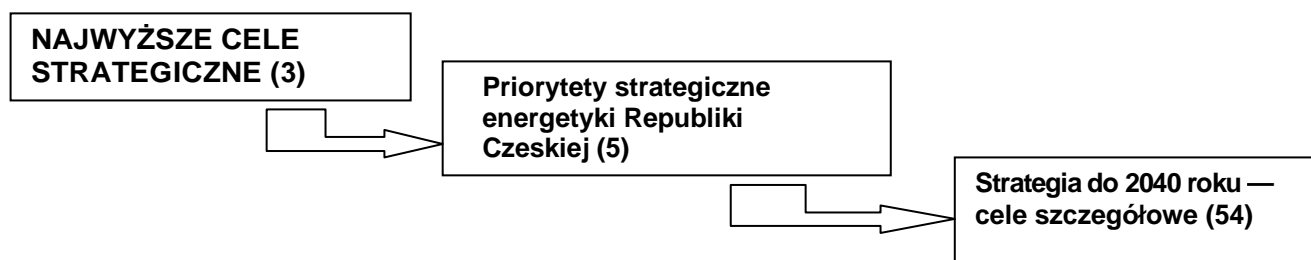 NAJWYŻSZE CELE
STRATEGICZNE (3)
Priorytety strategiczne
energetyki Republiki
Czeskiej (5)
Strategia do 2040 roku —
cele szczegółowe (54)